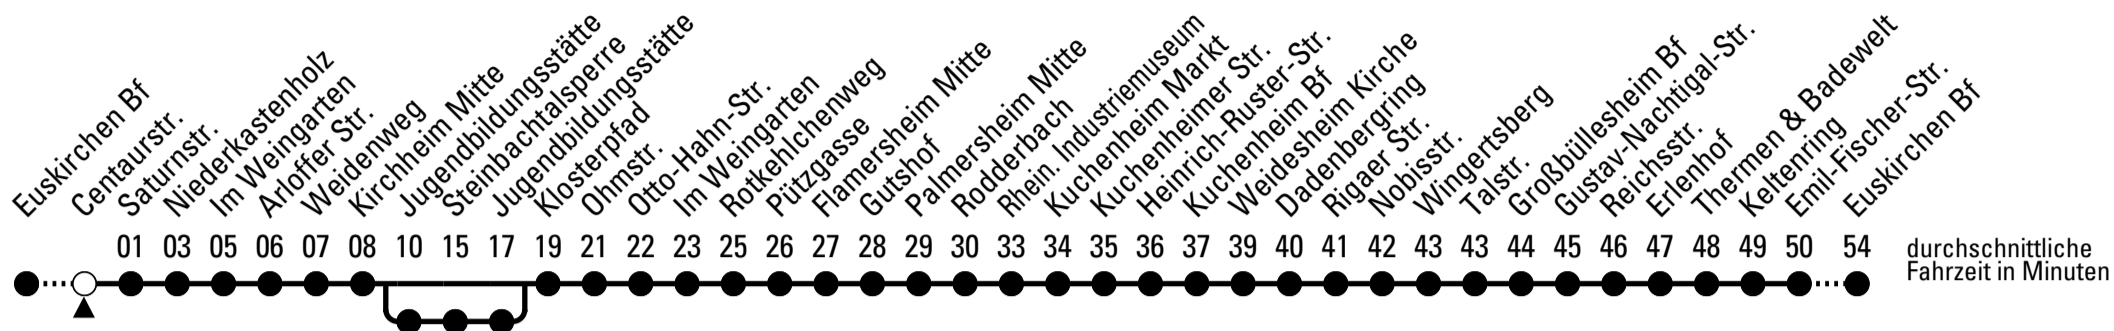 Euskirchen Bf
Centaurstr.
Saturnstr.
Niederkastenholz
Im Weingarten
Arloffer Str.
Weidenweg
Kirchheim Mitte
Jugendbildungsstätte
Steinbachtalsperre
Jugendbildungsstätte
Klosterpfad
Ohmstr.
Otto-Hahn-Str.
Im Weingarten
Rotkehlchenweg
Pützgasse
Flamersheim Mitte
Gutshof
Palmersheim Mitte
Rodderbach
Rhein. Industriemuseum
Kuchenheim Markt
Kuchenheimer Str.
Heinrich-Ruster-Str.
Kuchenheim Bf
Weidesheim Kirche
Dadenbergring
Rigaer Str.
Nobisstr.
Wingertsberg
Talstr.
Großbüllesheim Bf
Gustav-Nachtigal-Str.
Reichsstr.
Erlenhof
Thermen & Badewelt
Keltenring
Emil-Fischer-Str.
Euskirchen Bf
01 03 05 06 07 08 10 15 17 19 21 22 23 25 26 27 28 29 30 33 34 35 36 37 39 40 41 42 43 43 44 45 46 47 48 49 50 54
durchschnittliche
Fahrzeit in Minuten